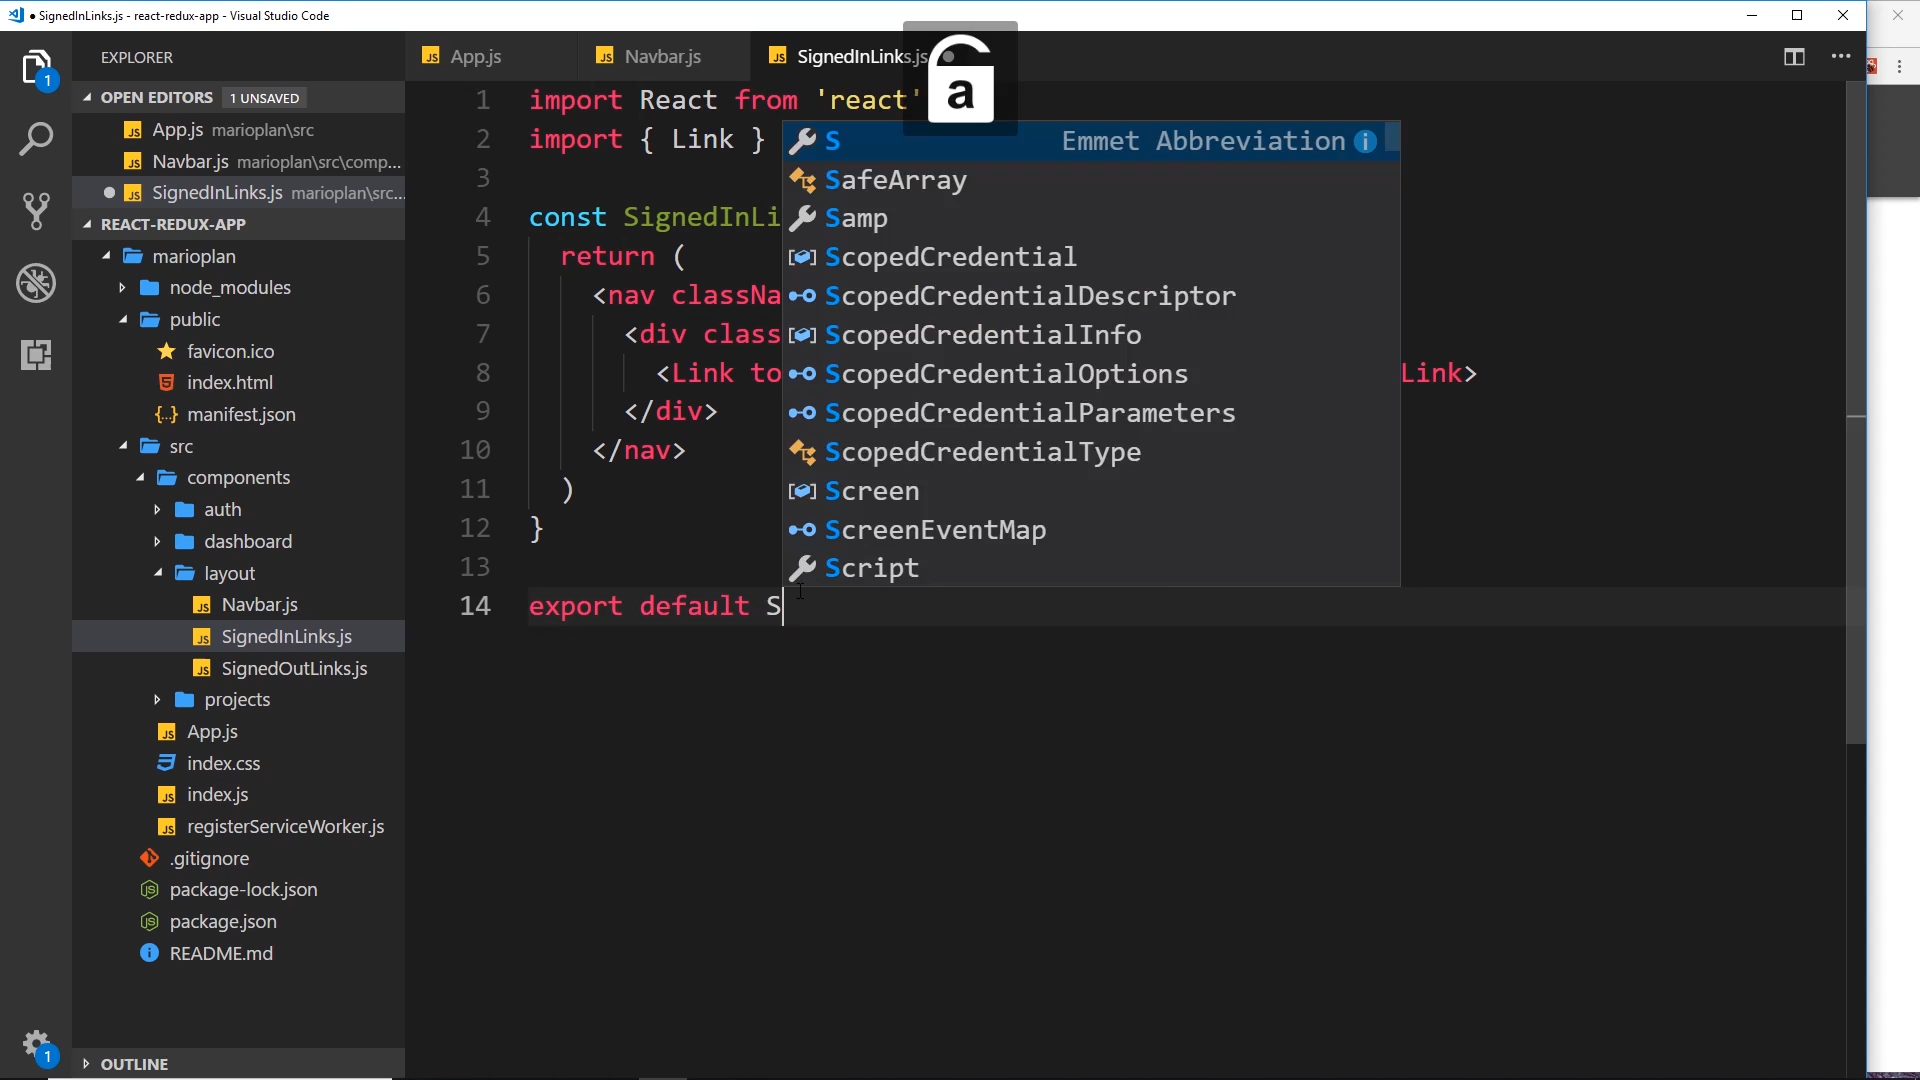 ● SignedInLinks.js - react-redux-app - Visual Studio Code
EXPLORER
OPEN EDITORS 1 UNSAVED
App.js marioplan\src
Navbar.js marioplan\src\comp...
SignedInLinks.js marioplan\src...
REACT-REDUX-APP
marioplan
node_modules
public
favicon.ico
index.html
manifest.json
src
components
auth
dashboard
layout
Navbar.js
SignedInLinks.js
SignedOutLinks.js
projects
App.js
index.css
index.js
registerServiceWorker.js
.gitignore
package-lock.json
package.json
README.md
OUTLINE
1
1
App.js
Navbar.js
SignedInLinks.js
a
1 import React from 'react'
2 import { Link }
3
4 const SignedInLi
5 return (
6 <nav classNa
7 <div class
8 <Link to Link>
9 </div>
10 </nav>
11 )
12 }
13
14 export default S
S Emmet Abbreviation
SafeArray
Samp
ScopedCredential
ScopedCredentialDescriptor
ScopedCredentialInfo
ScopedCredentialOptions
ScopedCredentialParameters
ScopedCredentialType
Screen
ScreenEventMap
Script